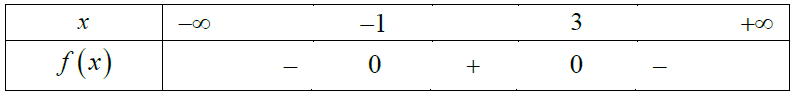 x –∞ –1 3 +∞
f(x) – 0 + 0 –